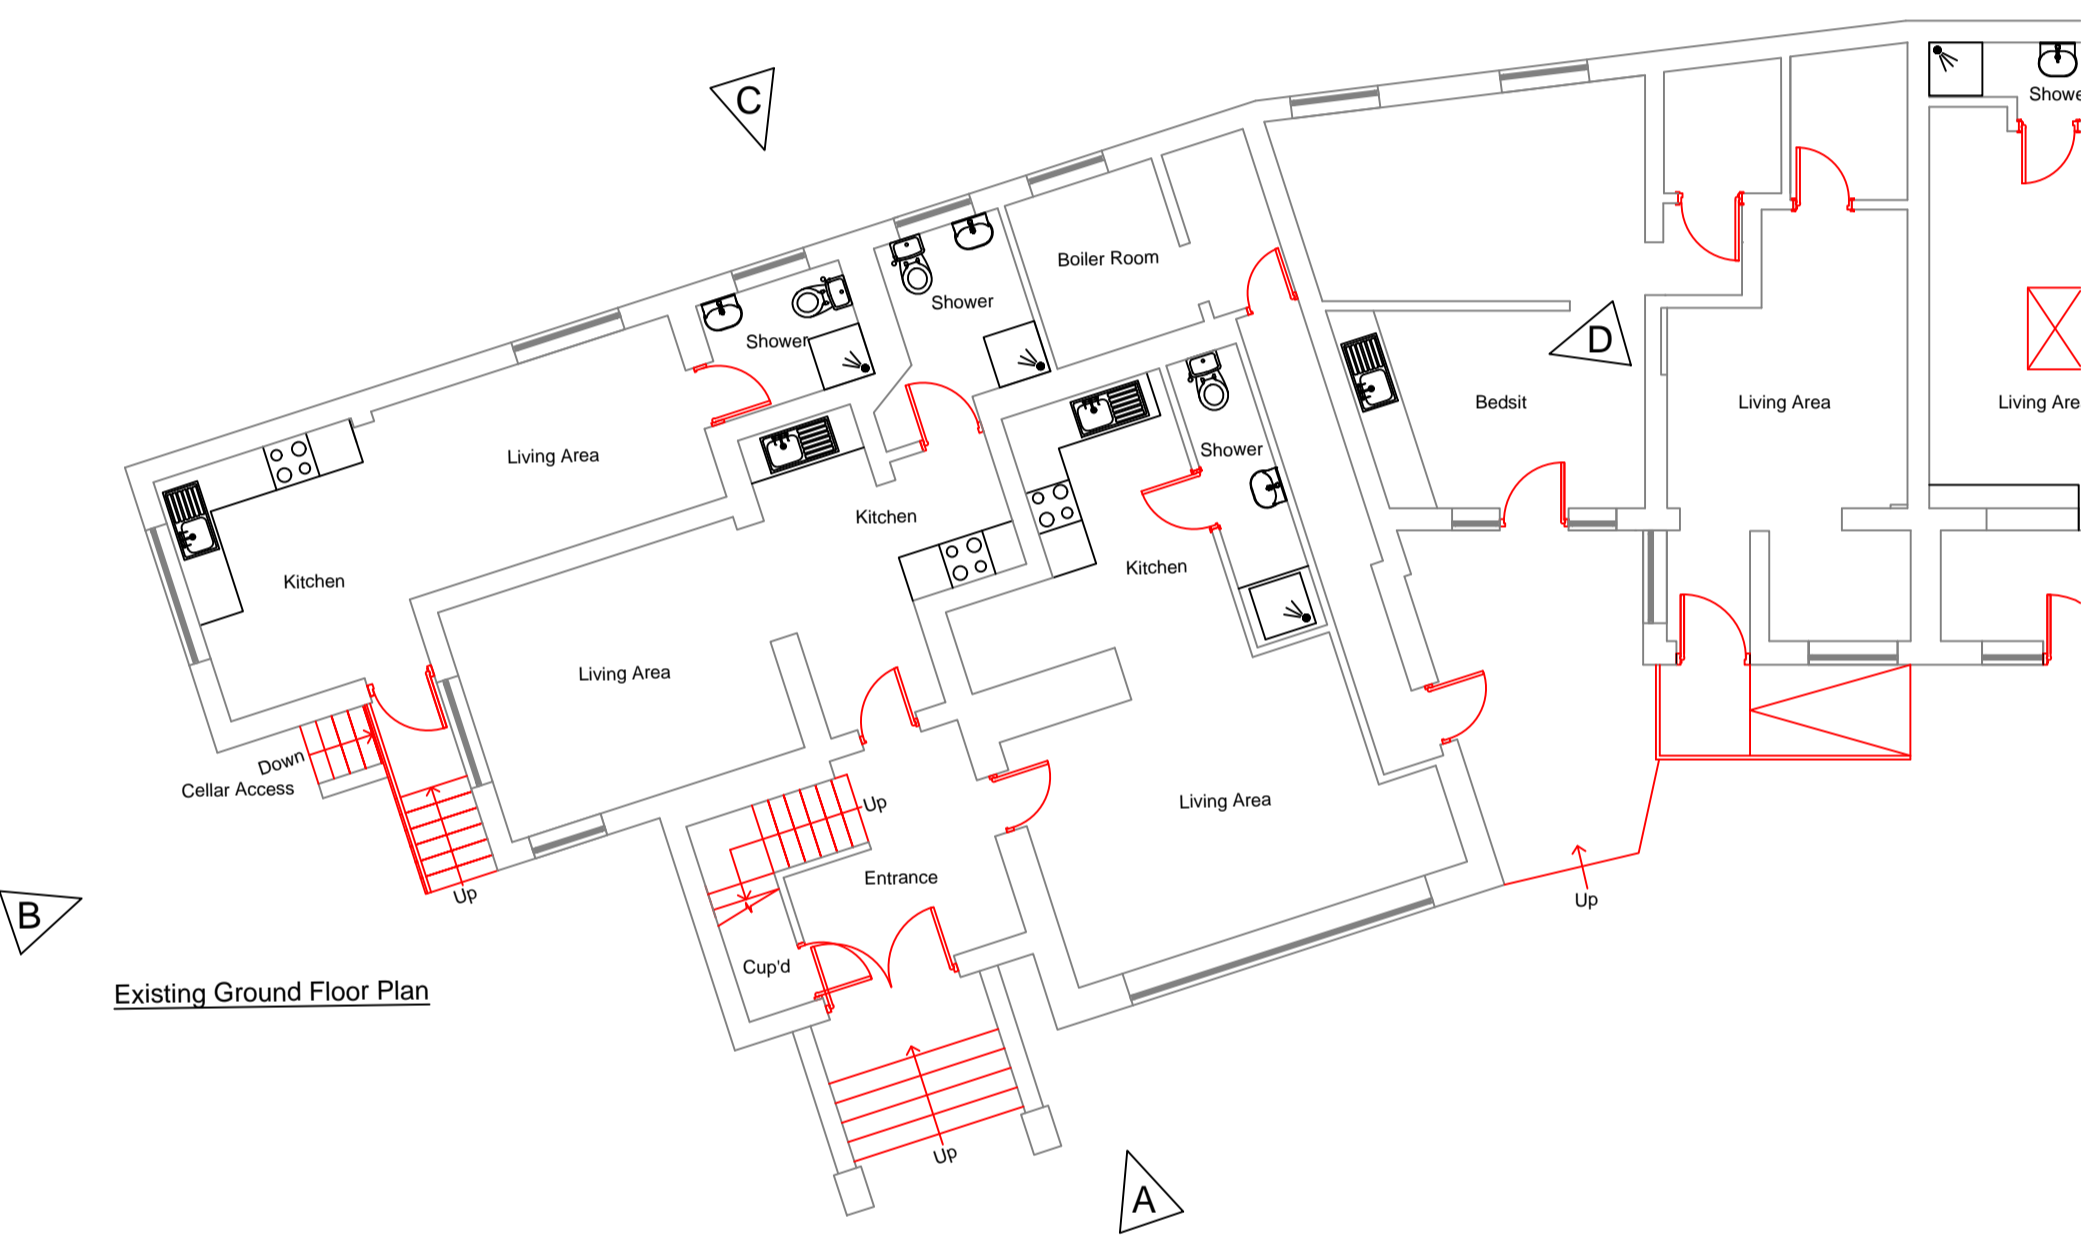 C
Showe
Boiler Room
Shower
Shower
D
Living Area
Bedsit
Living Area
Living Are
Shower
Kitchen
Kitchen
Kitchen
Living Area
Down
Cellar Access
Up
Living Area
Up
Entrance
B
Up
Cup'd
Existing Ground Floor Plan
Up
A